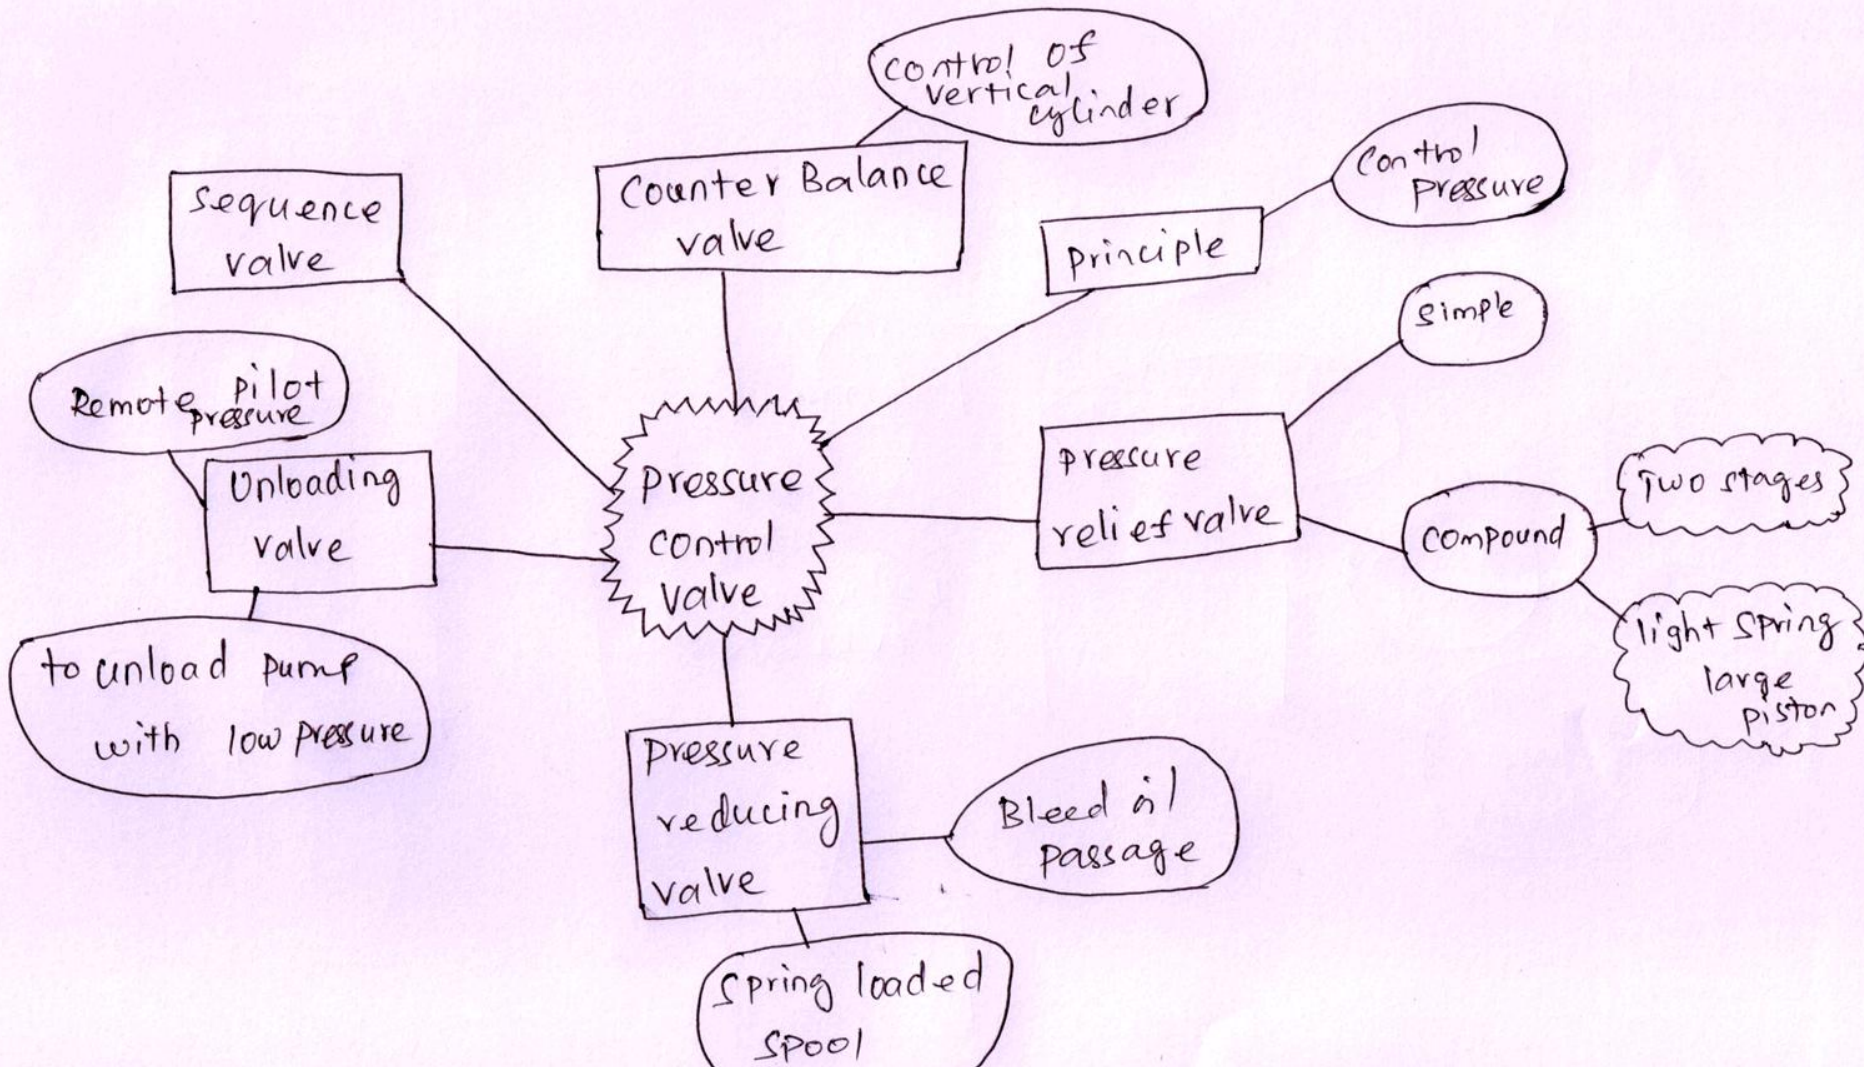 control of
vertical
cylinder
Sequence
valve
Counter Balance
valve
Principle
Control
pressure
Simple
Remote pilot
pressure
Unloading
valve
to unload pump
with low pressure
pressure
control
valve
pressure
relief valve
compound
Two stages
light spring
large
piston
pressure
reducing
valve
Bleed oil
passage
Spring loaded
spool